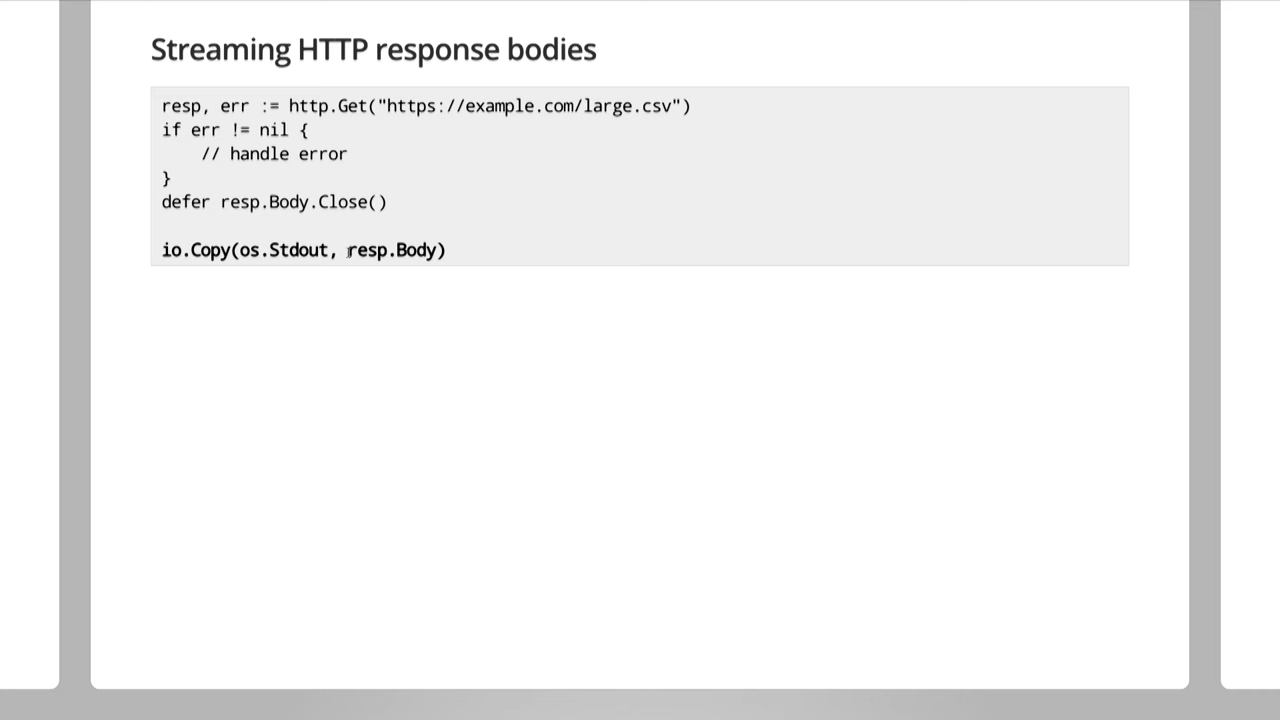 Streaming HTTP response bodies
resp, err := http.Get("https://example.com/large.csv")
if err != nil {
    // handle error
}
defer resp.Body.Close()
io.Copy(os.Stdout, resp.Body)